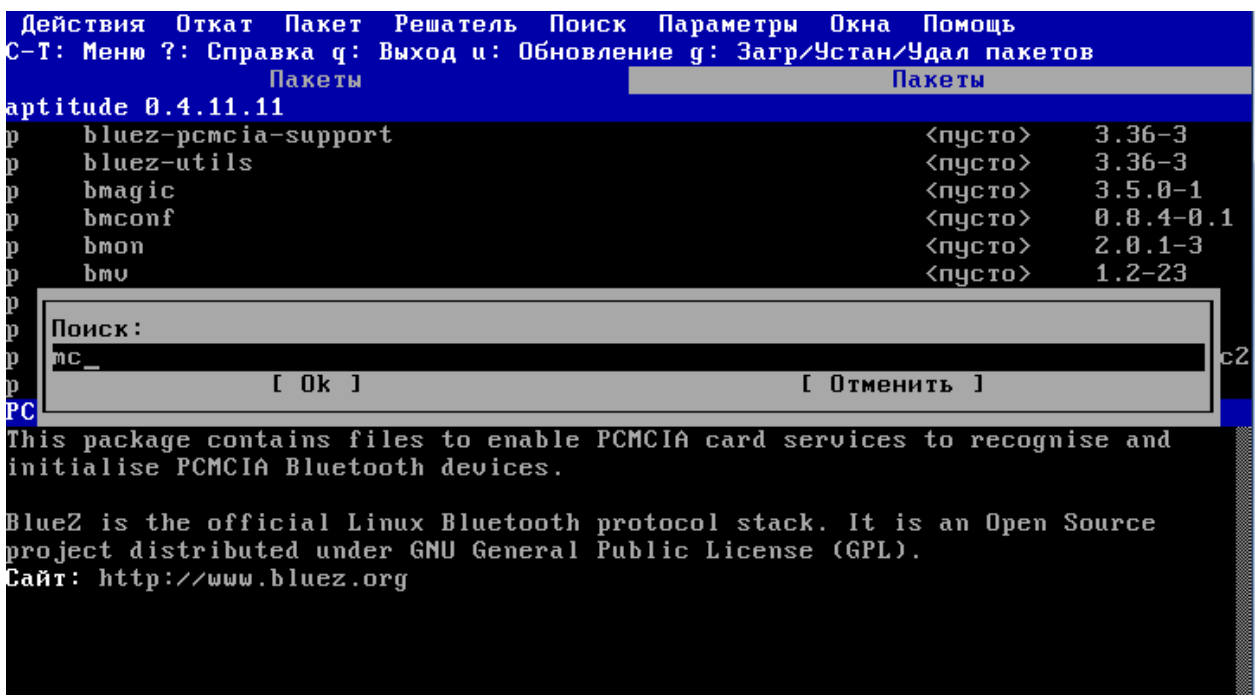 Действия Откат Пакет Решатель Поиск Параметры Окна Помощь
C-T: Меню ?: Справка q: Выход u: Обновление g: Загр/Устан/Удал пакетов
Пакеты Пакеты
aptitude 0.4.11.11
p bluez-pcmcia-support <пусто> 3.36-3
p bluez-utils <пусто> 3.36-3
p bmagic <пусто> 3.5.0-1
p bmconf <пусто> 0.8.4-0.1
p bmon <пусто> 2.0.1-3
p bmv <пусто> 1.2-23
p
p Поиск:
p mc_ c2
p [ Ok ] [ Отменить ]
PC
This package contains files to enable PCMCIA card services to recognise and
initialise PCMCIA Bluetooth devices.
BlueZ is the official Linux Bluetooth protocol stack. It is an Open Source
project distributed under GNU General Public License (GPL).
Сайт: http://www.bluez.org